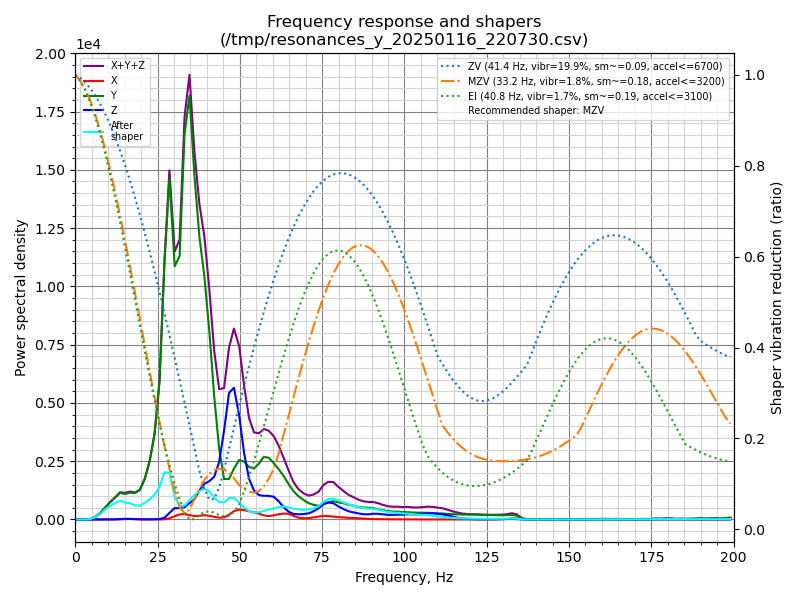 Frequency response and shapers
(/tmp/resonances_y_20250116_220730.csv)
1e4
X+Y+Z
X
Y
Z
After
shaper
ZV (41.4 Hz, vibr=19.9%, sm~=0.09, accel<=6700)
MZV (33.2 Hz, vibr=1.8%, sm~=0.18, accel<=3200)
EI (40.8 Hz, vibr=1.7%, sm~=0.19, accel<=3100)
Recommended shaper: MZV
Power spectral density
2.00
1.75
1.50
1.25
1.00
0.75
0.50
0.25
0.00
Shaper vibration reduction (ratio)
1.0
0.8
0.6
0.4
0.2
0.0
0 25 50 75 100 125 150 175 200
Frequency, Hz